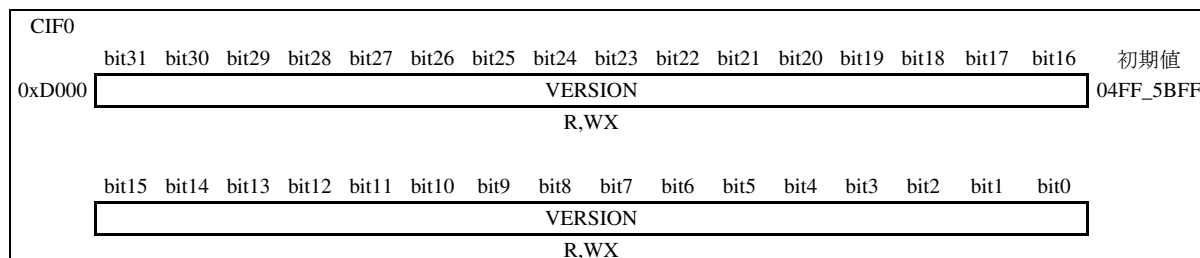 CIF0
bit31 bit30 bit29 bit28 bit27 bit26 bit25 bit24 bit23 bit22 bit21 bit20 bit19 bit18 bit17 bit16 初期値
0xD000 VERSION 04FF_5BFF
R,WX
bit15 bit14 bit13 bit12 bit11 bit10 bit9 bit8 bit7 bit6 bit5 bit4 bit3 bit2 bit1 bit0
VERSION
R,WX